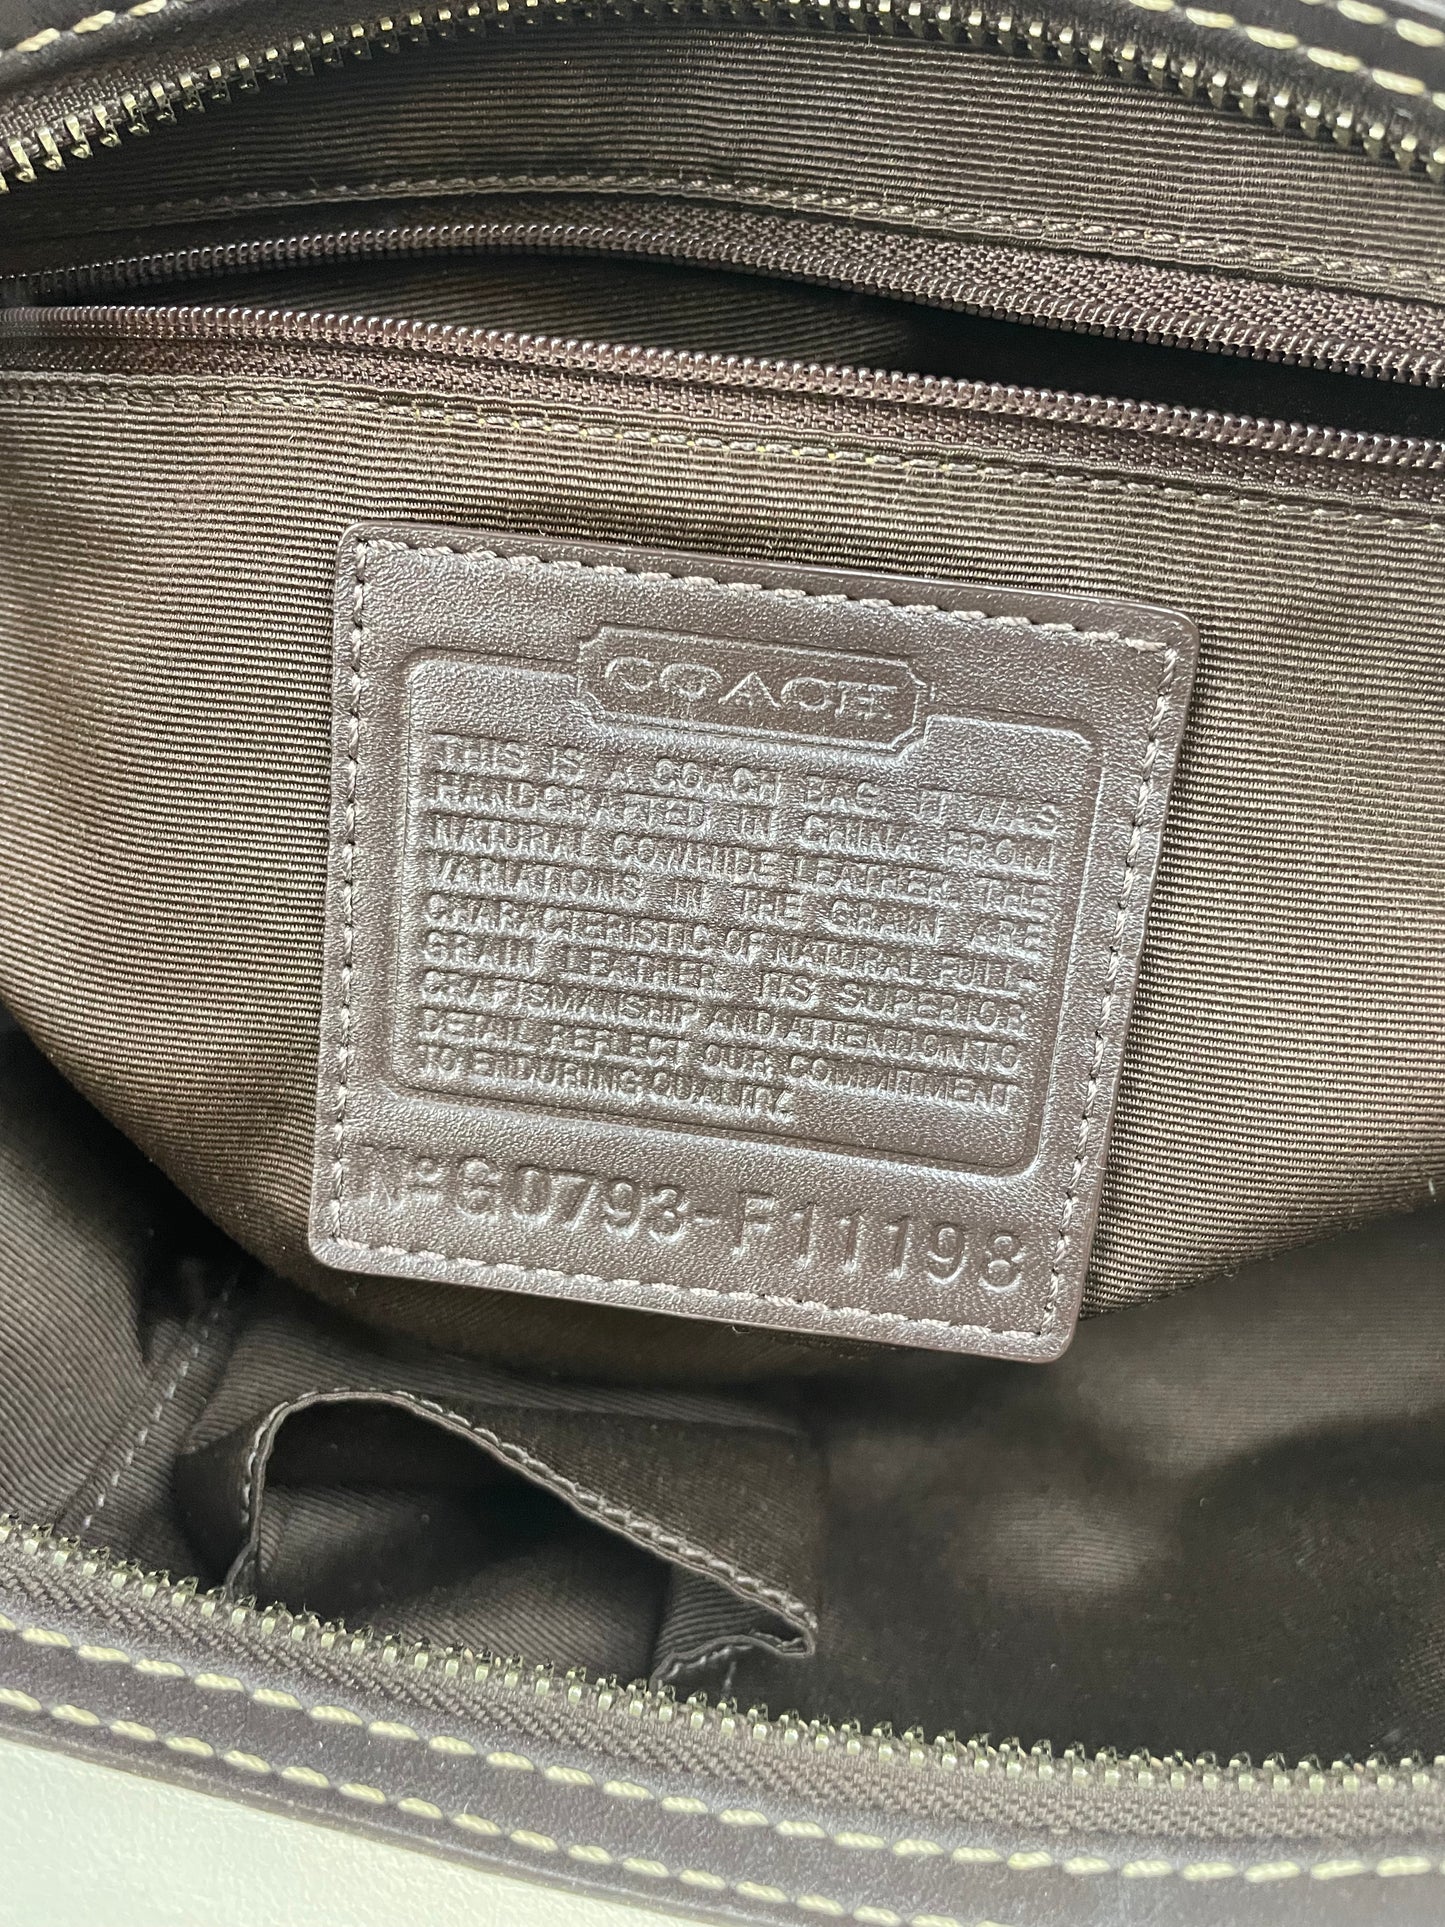 COACH
THIS IS A COACH BAG. IT WAS
HANDCRAFTED IN CHINA FROM
NATURAL COWHIDE LEATHER. THE
VARIATIONS IN THE GRAIN ARE
CHARACTERISTIC OF NATURAL FULL-
GRAIN LEATHER. ITS SUPERIOR
CRAFTSMANSHIP AND ATTENTION TO
DETAIL REFLECT OUR COMMITMENT
TO ENDURING QUALITY.
Nº G0793-F11198